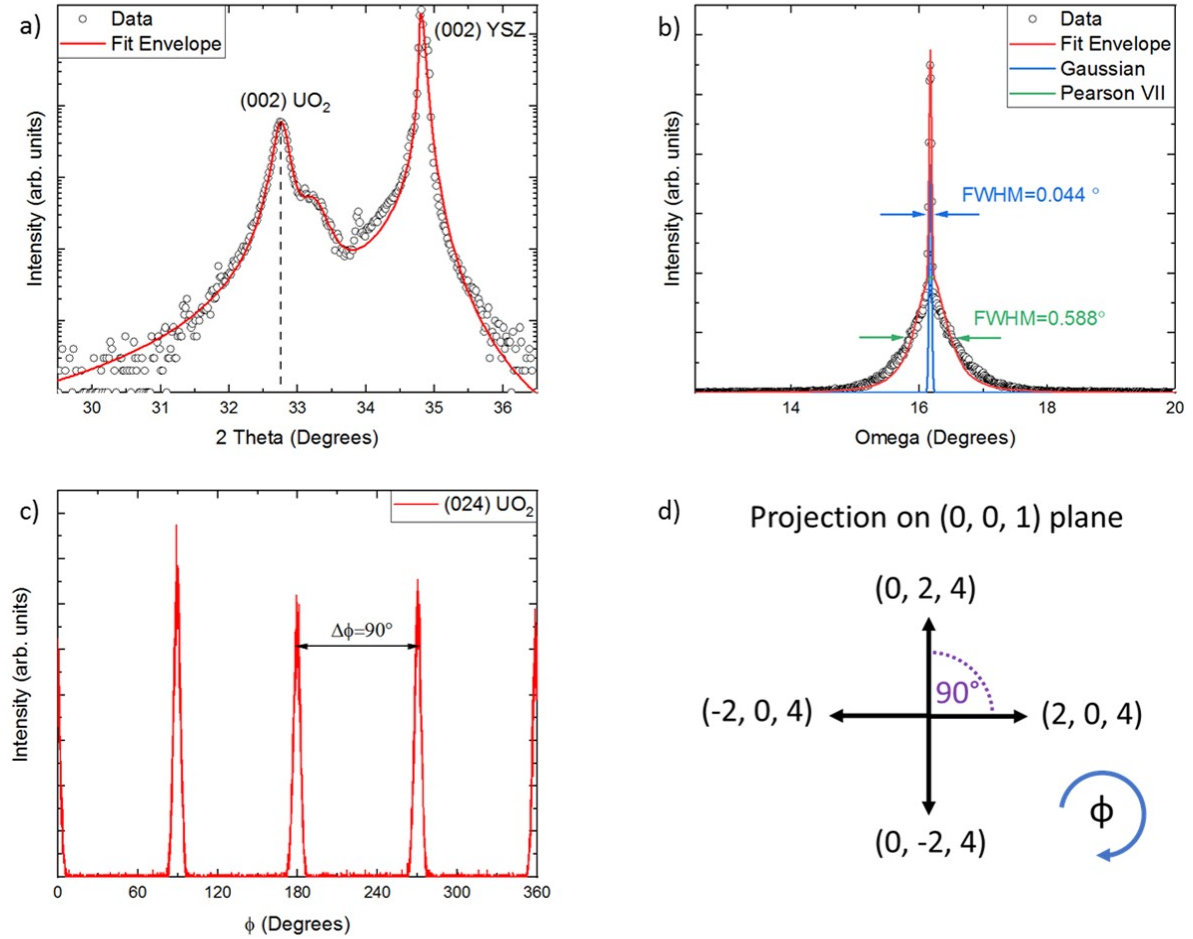 a)
Data
Fit Envelope
(002) YSZ
(002) UO₂
Intensity (arb. units)
30 31 32 33 34 35 36
2 Theta (Degrees)
b)
Data
Fit Envelope
Gaussian
Pearson VII
FWHM=0.044 °
FWHM=0.588°
Intensity (arb. units)
14 16 18 20
Omega (Degrees)
c)
(024) UO₂
Δϕ=90°
Intensity (arb. units)
0 60 120 180 240 300 360
ϕ (Degrees)
d)
Projection on (0, 0, 1) plane
(0, 2, 4)
90°
(-2, 0, 4)
(2, 0, 4)
ϕ
(0, -2, 4)